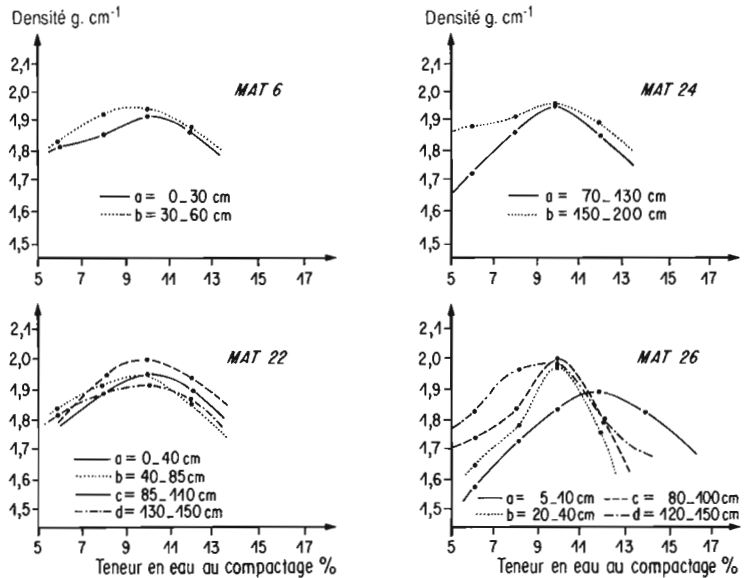 Densité g. cm-1
2,1
2,0
1,9
1,8
1,6
1,5
MAT 6
a = 0_30 cm
b = 30_60 cm
5 7 9 11 13 15 17
Densité g. cm-1
2,1
2,0
1,9
1,8
1,6
1,5
MAT 24
a = 70_130 cm
b = 150_200 cm
5 7 9 11 13 15 17
2,1
2,0
1,9
1,8
1,6
1,5
MAT 22
a = 0_40 cm
b = 40_85 cm
c = 85_110 cm
d = 130_150 cm
5 7 9 11 13 15 17
Teneur en eau au compactage %
2,1
2,0
1,9
1,8
1,7
1,6
1,5
MAT 26
a = 5_10 cm c = 80_100 cm
b = 20_40 cm d = 120_150 cm
5 7 9 11 13 15 17
Teneur en eau au compactage %